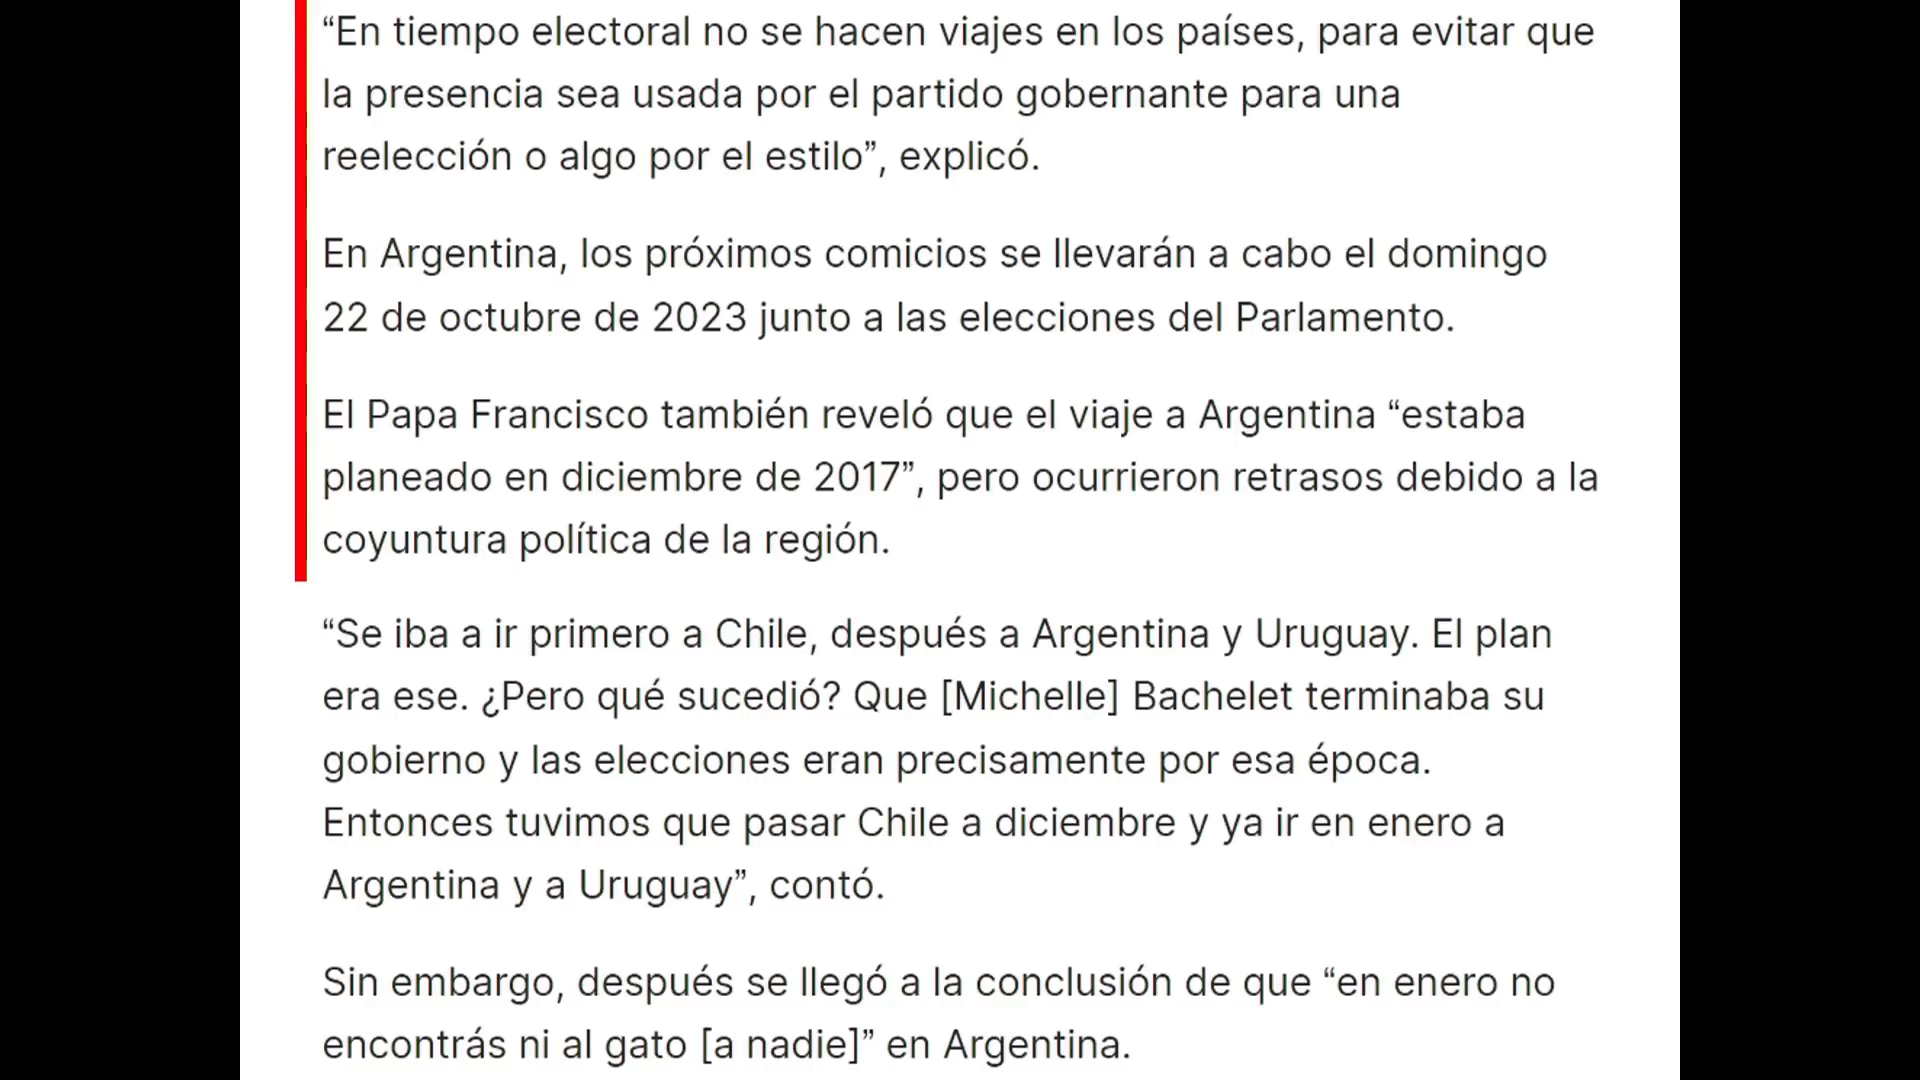 “En tiempo electoral no se hacen viajes en los países, para evitar que
la presencia sea usada por el partido gobernante para una
reelección o algo por el estilo”, explicó.
En Argentina, los próximos comicios se llevarán a cabo el domingo
22 de octubre de 2023 junto a las elecciones del Parlamento.
El Papa Francisco también reveló que el viaje a Argentina “estaba
planeado en diciembre de 2017”, pero ocurrieron retrasos debido a la
coyuntura política de la región.
“Se iba a ir primero a Chile, después a Argentina y Uruguay. El plan
era ese. ¿Pero qué sucedió? Que [Michelle] Bachelet terminaba su
gobierno y las elecciones eran precisamente por esa época.
Entonces tuvimos que pasar Chile a diciembre y ya ir en enero a
Argentina y a Uruguay”, contó.
Sin embargo, después se llegó a la conclusión de que “en enero no
encontrás ni al gato [a nadie]” en Argentina.